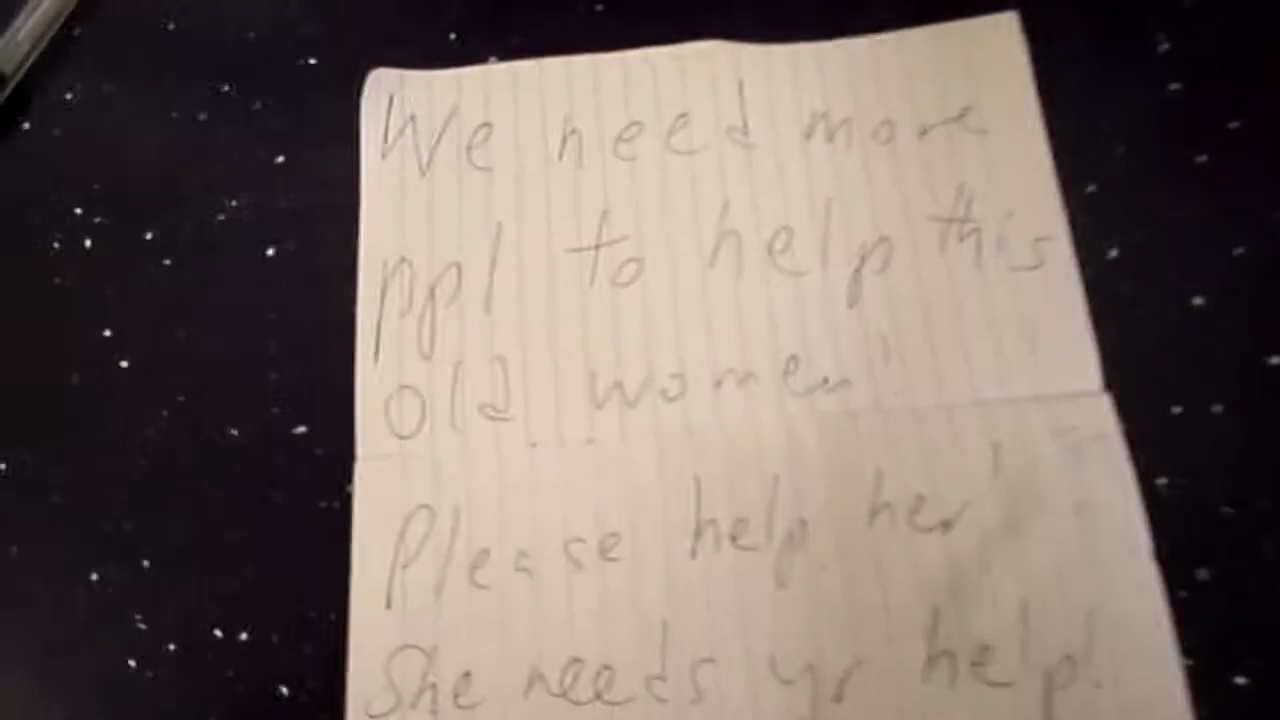 We need more
ppl to help this
old women!
Please help her!
She needs yr help!